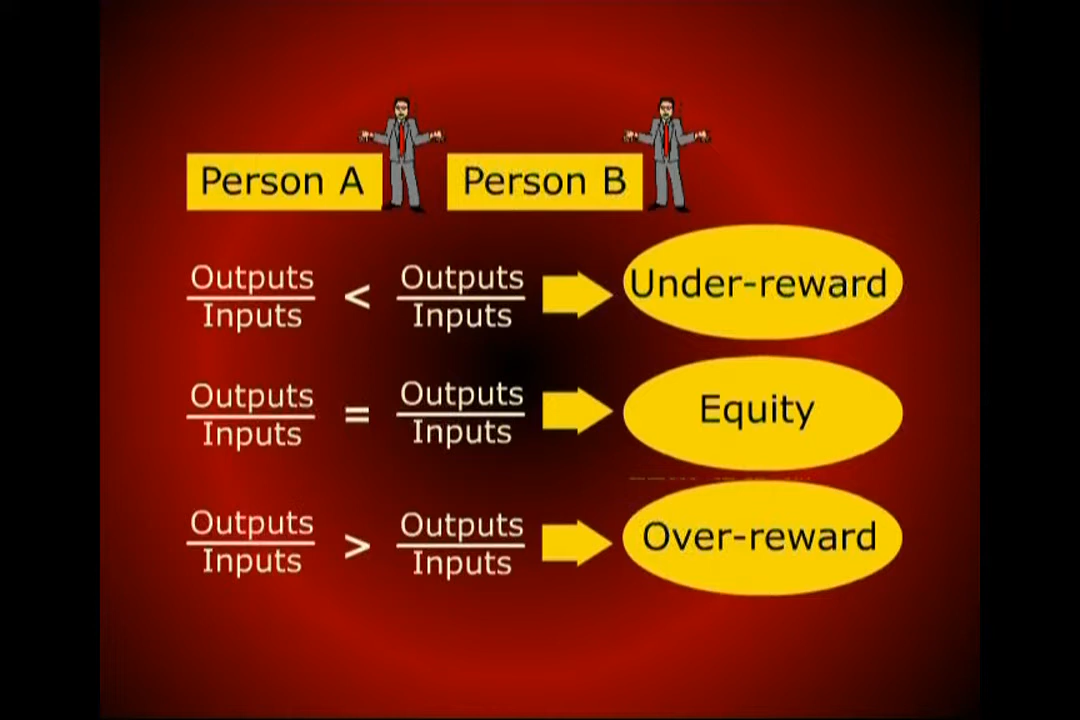 Person A Person B
Outputs Outputs Under-reward
< 
Inputs Inputs
Outputs Outputs Equity
=
Inputs Inputs
Outputs Outputs Over-reward
>
Inputs Inputs